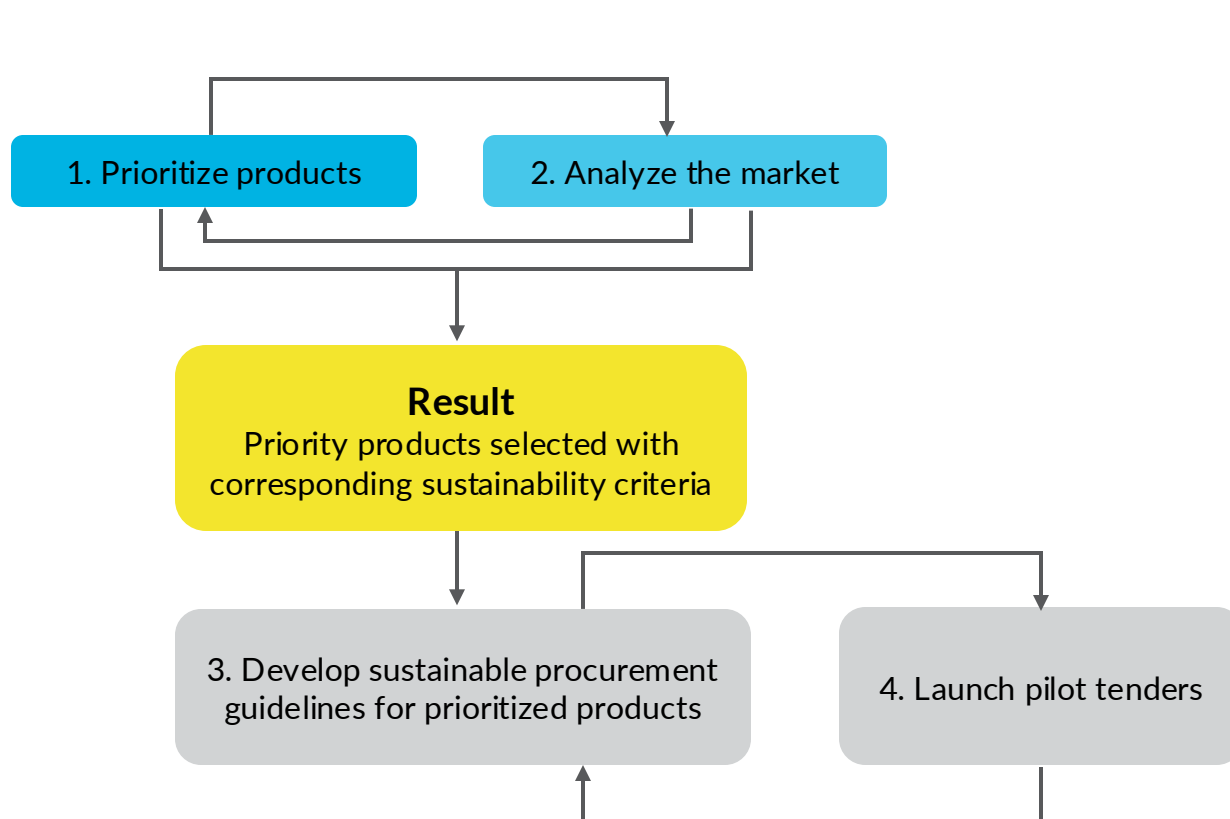 1. Prioritize products
2. Analyze the market
Result
Priority products selected with
corresponding sustainability criteria
3. Develop sustainable procurement
guidelines for prioritized products
4. Launch pilot tenders